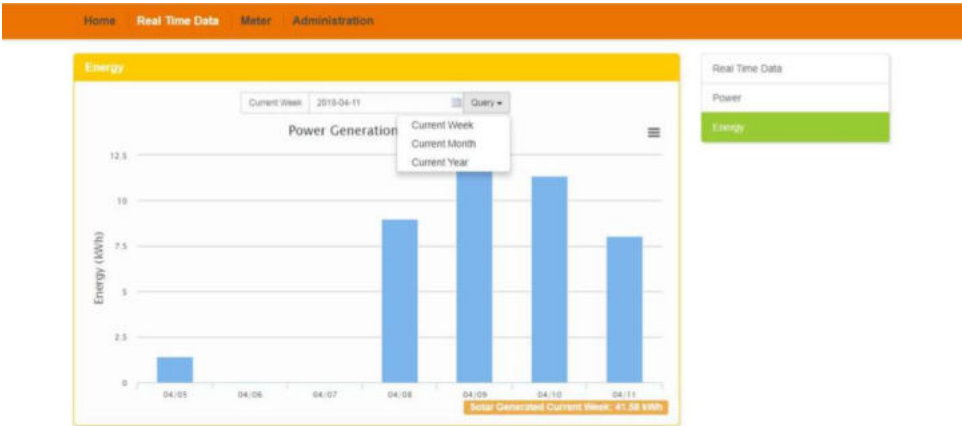 Home Real Time Data Meter Administration
Energy
Current Week 2019-04-11 Query
Current Week
Current Month
Current Year
Power Generation
12.5
10
7.5
5
2.5
0
Energy (kWh)
04/05 04/06 04/07 04/08 04/09 04/10 04/11
Solar Generated Current Week: 41.58 kWh
Real Time Data
Power
Energy